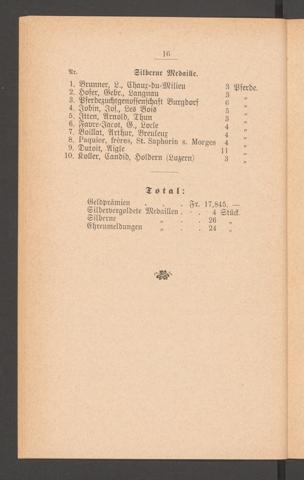 16
Nr. Silberne Medaille.
1. Brunner, L., Chaux-du-Milieu 3 Pferde.
2. Hofer, Gebr., Langnau 3 "
3. Pferdezuchtgenossenschaft Burgdorf 6 "
4. Jobin, Jos., Les Bois 5 "
5. Itten, Arnold, Thun 5 "
6. Favre-Jacot, G., Locle 4 "
7. Boillat, Arthur, Breuleux 4 "
8. Paquier, frères, St. Saphorin s. Morges 4 "
9. Dutoit, Aigle 11 "
10. Koller, Candid, Holdern (Luzern) 3 "
Total:
Geldprämien . . . . Fr. 17,845. —
Silbervergoldete Medaillen . . 4 Stück.
Silberne " . . 26 "
Ehrenmeldungen " . . 24 "